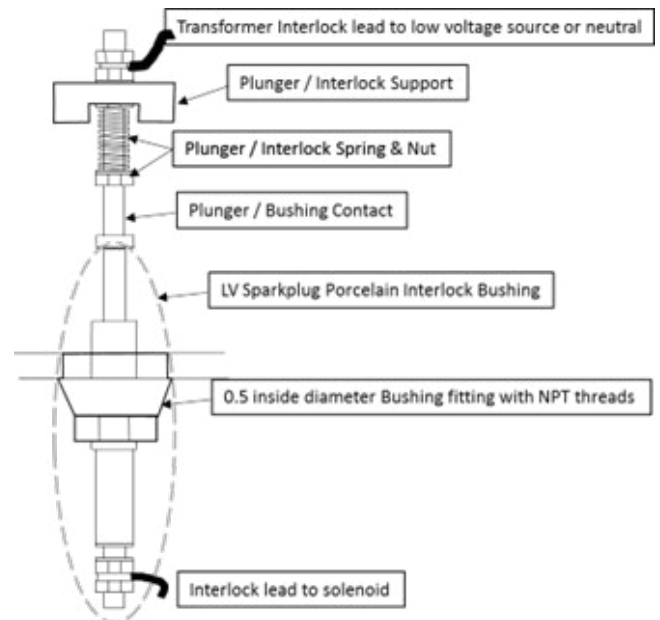 Transformer Interlock lead to low voltage source or neutral
Plunger / Interlock Support
Plunger / Interlock Spring & Nut
Plunger / Bushing Contact
LV Sparkplug Porcelain Interlock Bushing
0.5 inside diameter Bushing fitting with NPT threads
Interlock lead to solenoid